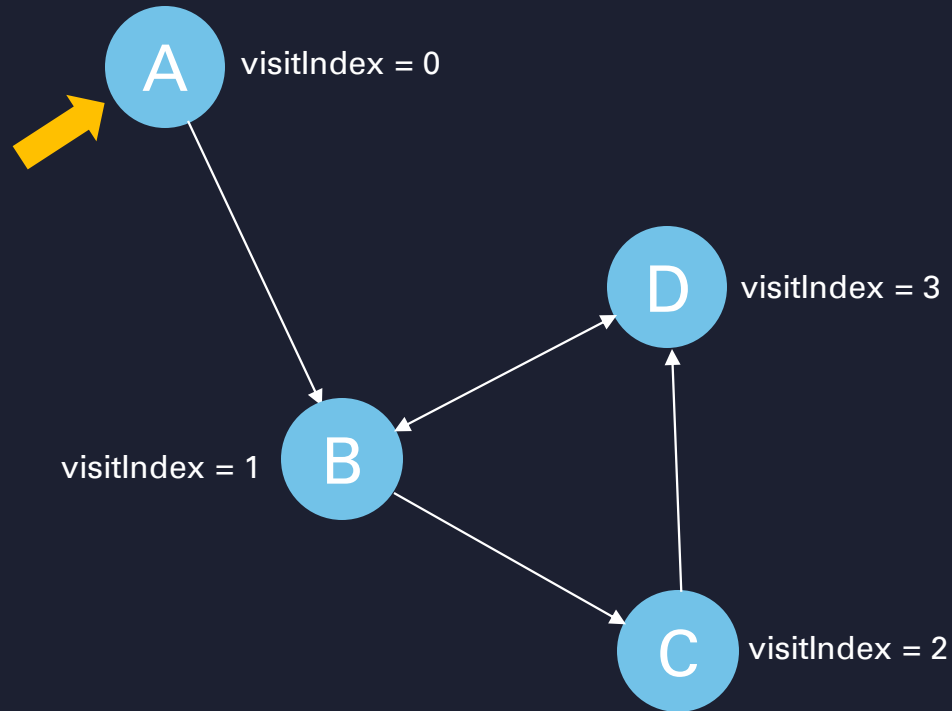 A
visitIndex = 0
D
visitIndex = 3
B
visitIndex = 1
C
visitIndex = 2